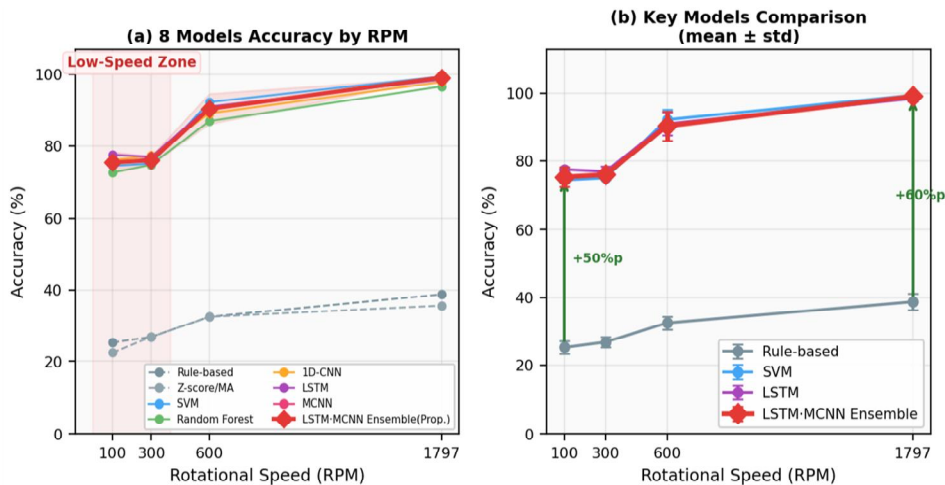 (a) 8 Models Accuracy by RPM
Low-Speed Zone
100
80
60
40
20
0
Accuracy (%)
100 300 600 1797
Rotational Speed (RPM)
Rule-based
Z-score/MA
SVM
Random Forest
1D-CNN
LSTM
MCNN
LSTM·MCNN Ensemble(Prop.)
(b) Key Models Comparison
(mean ± std)
100
80
60
40
20
0
Accuracy (%)
+50%p
+60%p
100 300 600 1797
Rotational Speed (RPM)
Rule-based
SVM
LSTM
LSTM·MCNN Ensemble